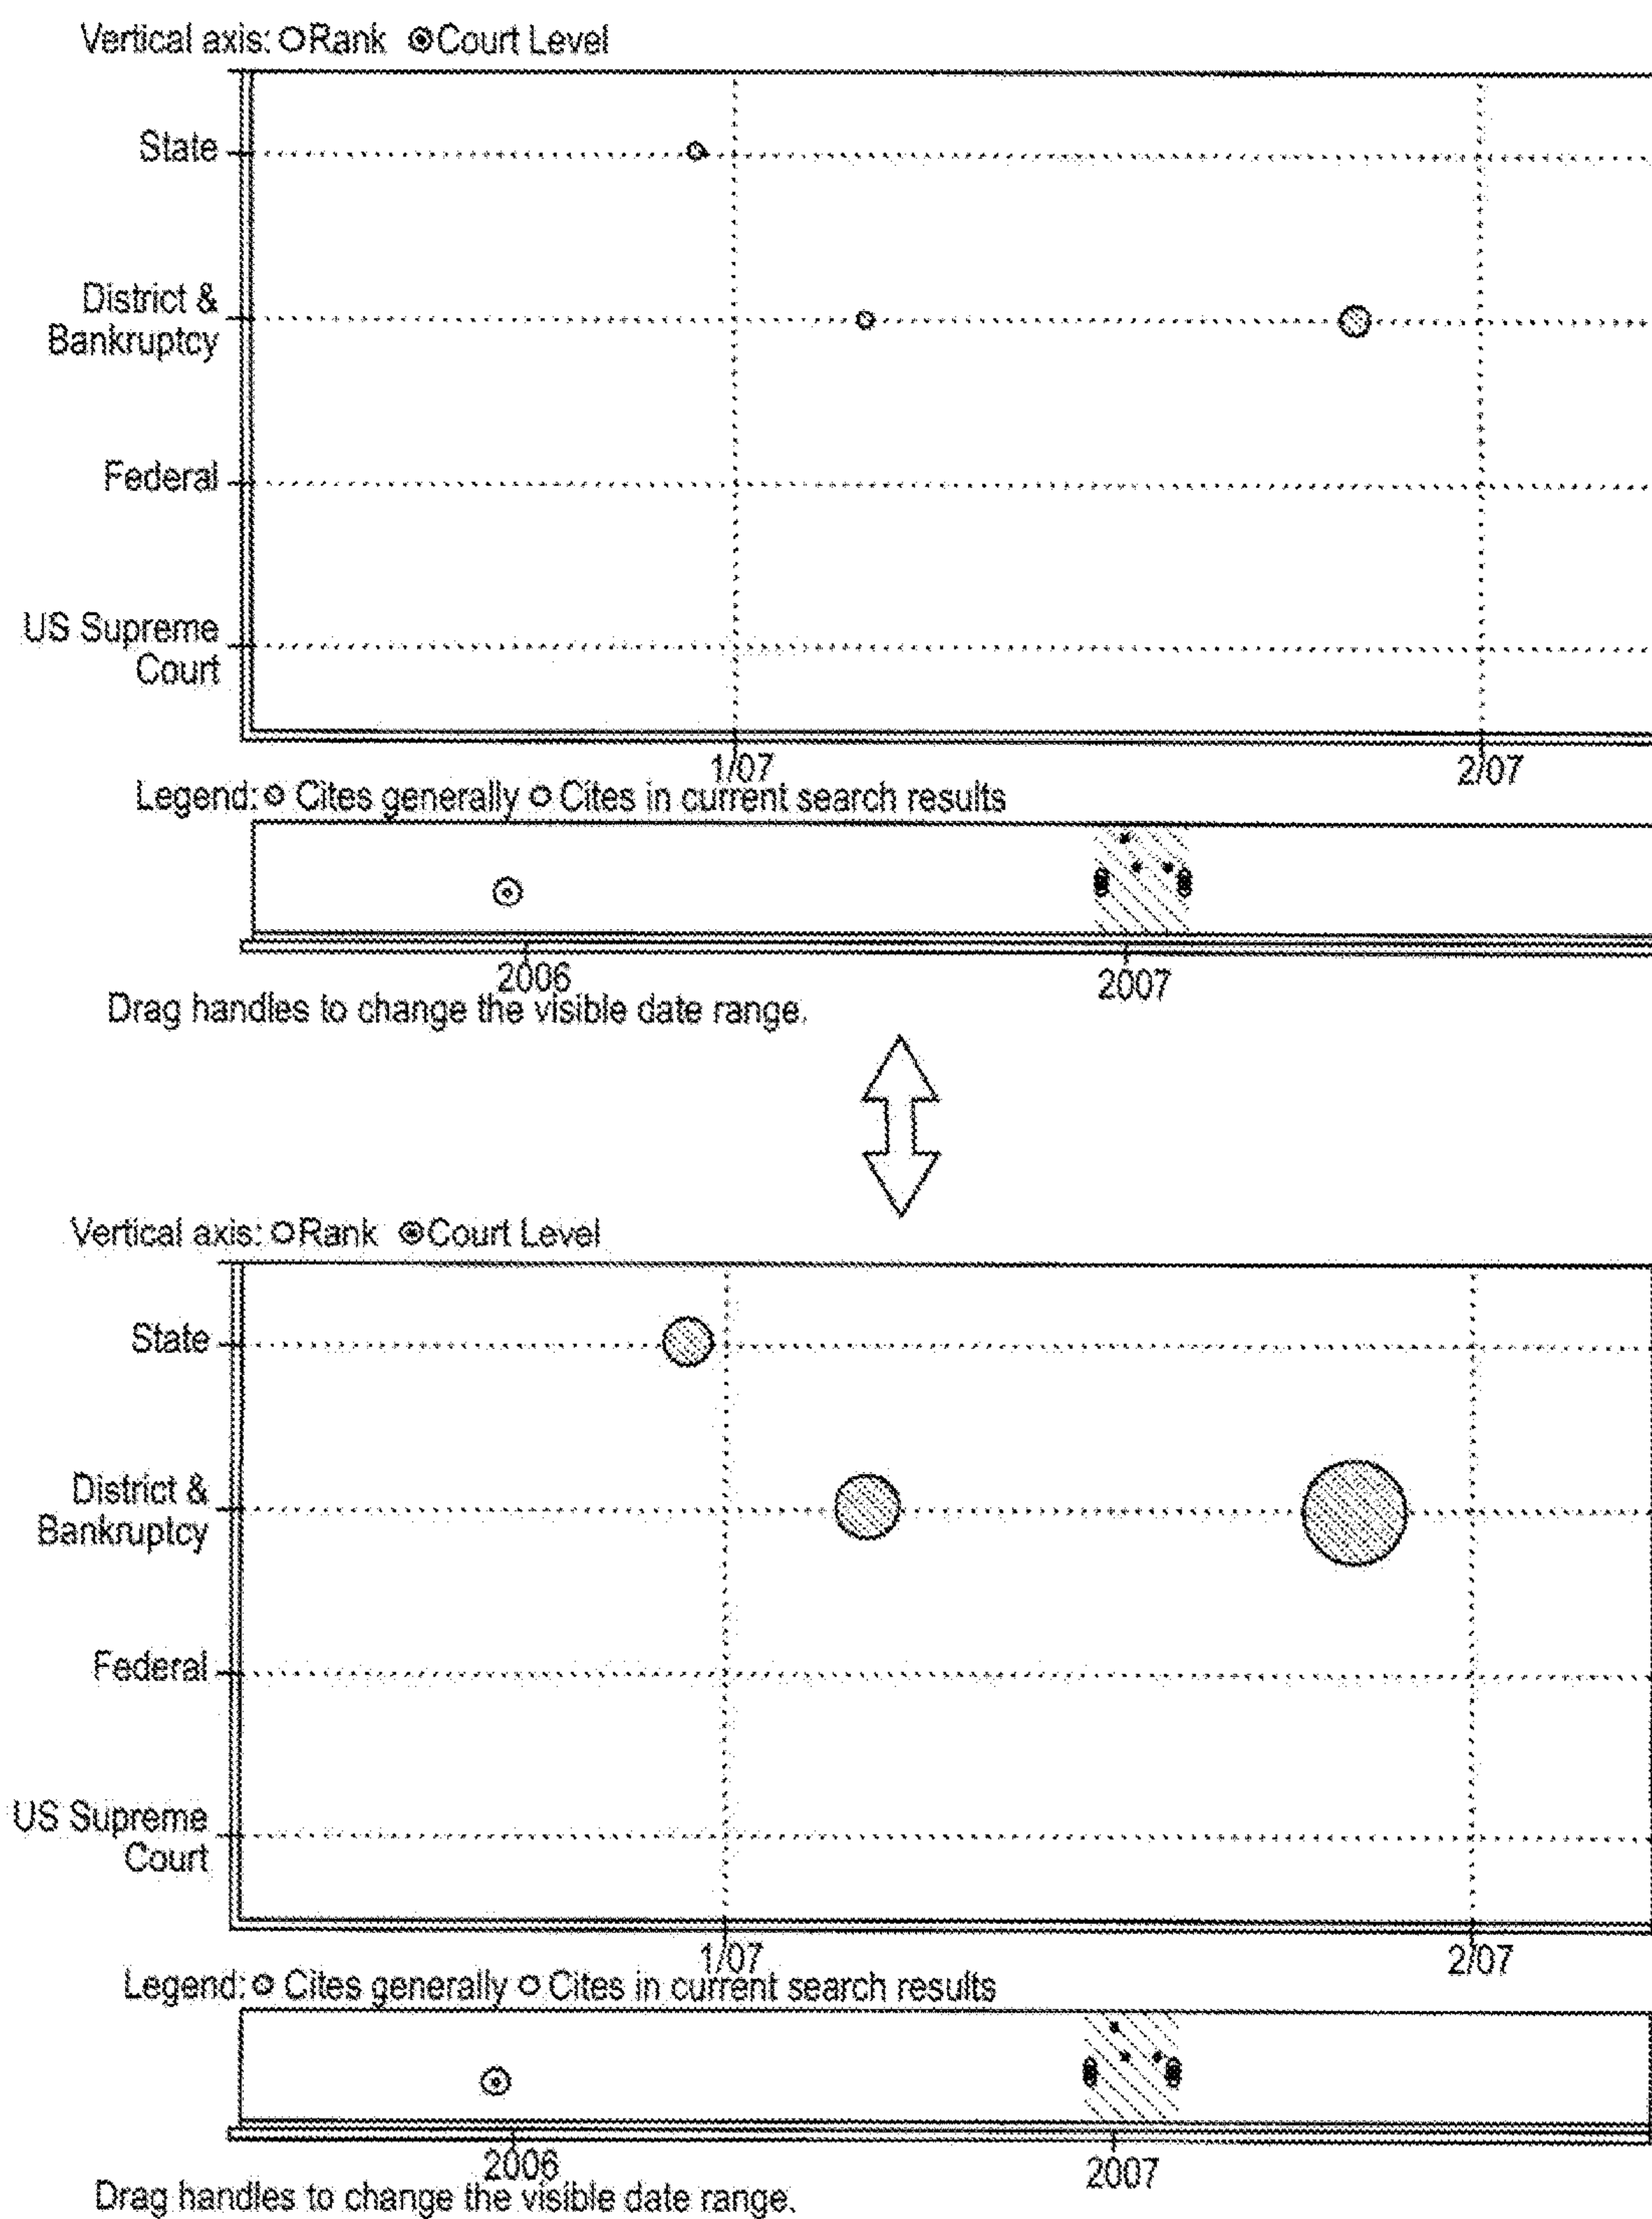 Vertical axis: Rank Court Level
State
District &
Bankruptcy
Federal
US Supreme
Court
1/07 2/07
Legend: Cites generally Cites in current search results
2006 2007
Drag handles to change the visible date range.
Vertical axis: Rank Court Level
State
District &
Bankruptcy
Federal
US Supreme
Court
1/07 2/07
Legend: Cites generally Cites in current search results
2006 2007
Drag handles to change the visible date range.